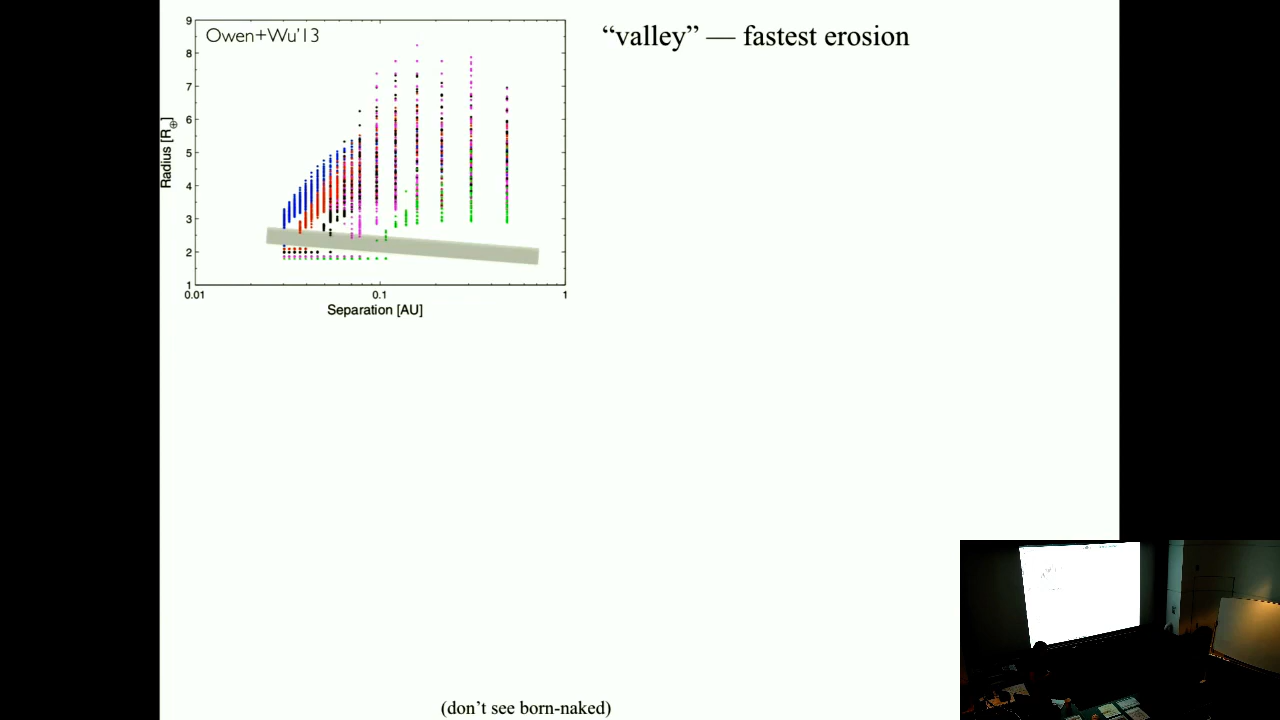 Owen+Wu'13
"valley" — fastest erosion
9
8
7
6
5
4
3
2
1
Radius [R⊕]
0.01
0.1
1
Separation [AU]
(don't see born-naked)